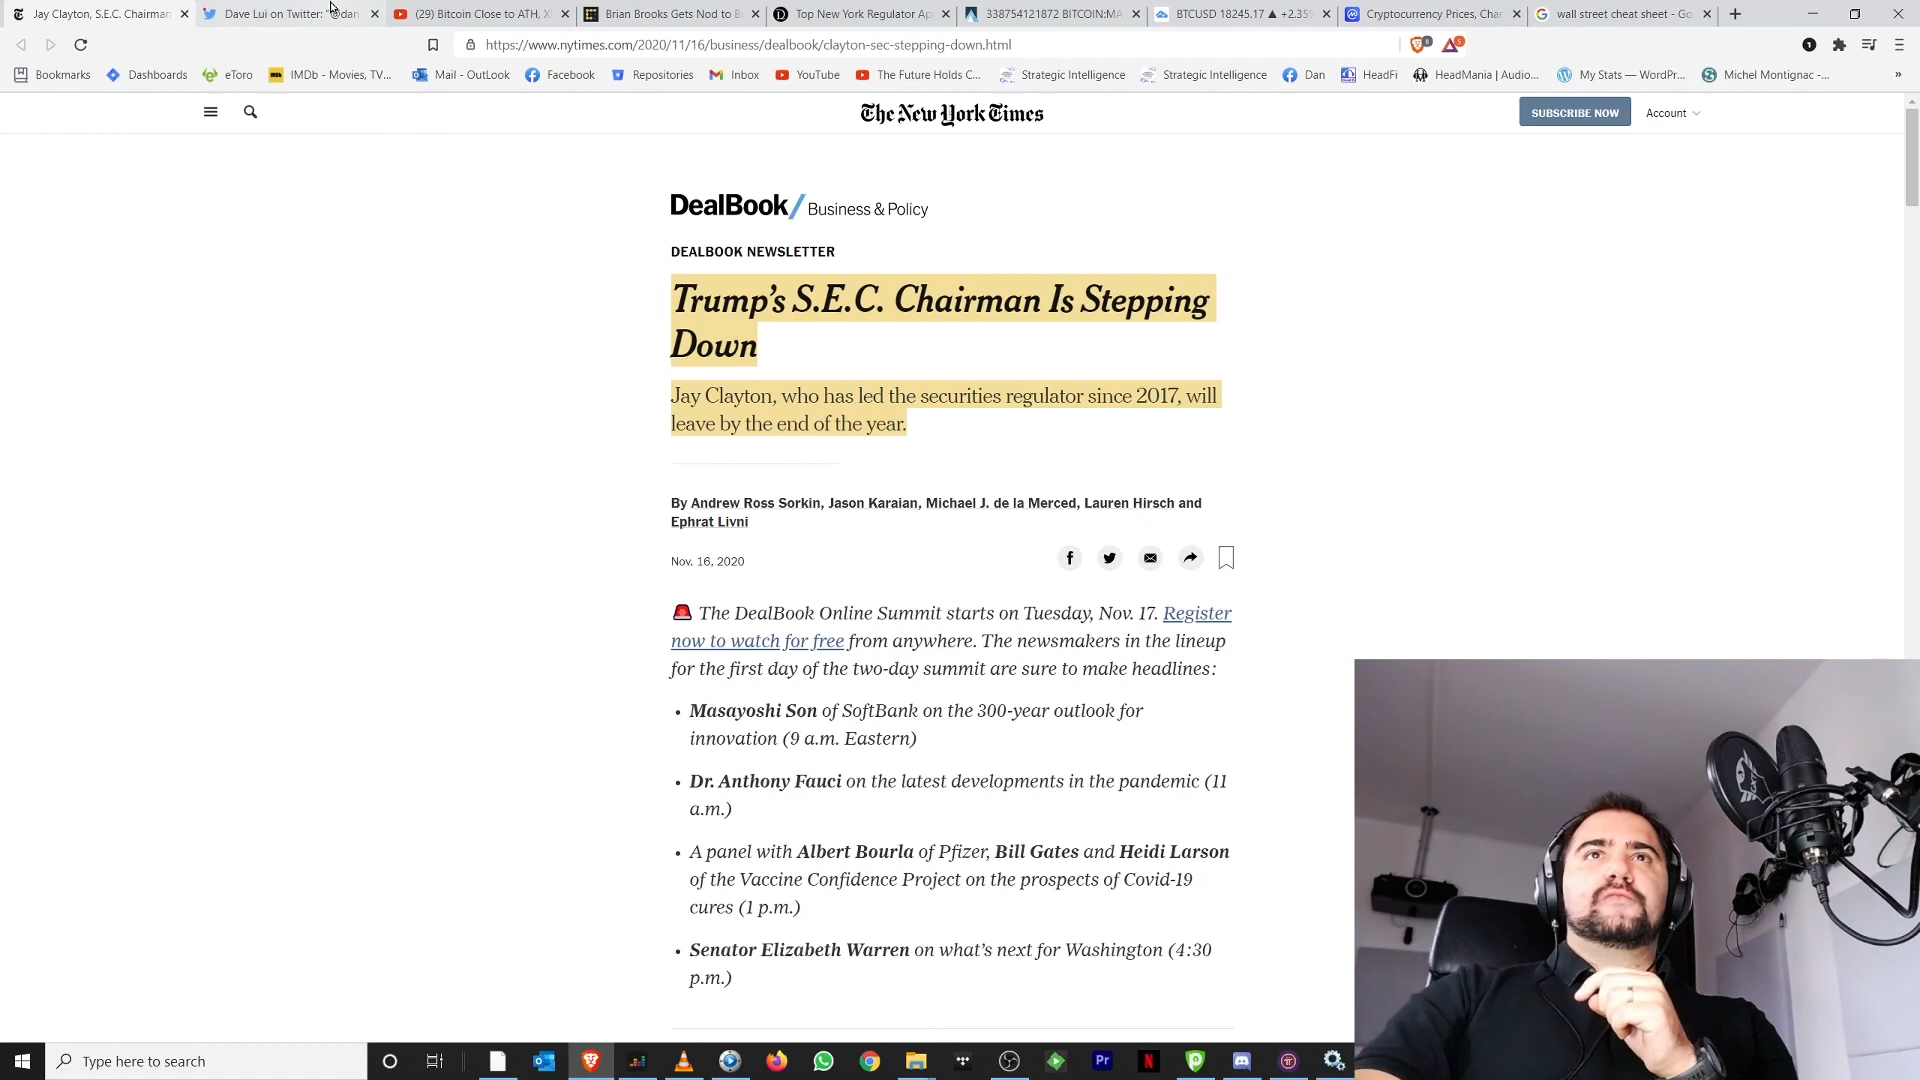 Jay Clayton, S.E.C. Chairman
Dave Lui on Twitter: "@dan
(29) Bitcoin Close to ATH, X
Brian Brooks Gets Nod to B
Top New York Regulator Ap
338754121872 BITCOIN:MA
BTCUSD 18245.17 ▲ +2.35%
Cryptocurrency Prices, Char
wall street cheat sheet - Go
https://www.nytimes.com/2020/11/16/business/dealbook/clayton-sec-stepping-down.html
Bookmarks
Dashboards
eToro
IMDb - Movies, TV...
Mail - OutLook
Facebook
Repositories
Inbox
YouTube
The Future Holds C...
Strategic Intelligence
Strategic Intelligence
Dan
HeadFi
HeadMania | Audio...
My Stats — WordPr...
Michel Montignac -...
»
The New York Times
SUBSCRIBE NOW
Account
DealBook/ Business & Policy
DEALBOOK NEWSLETTER
Trump’s S.E.C. Chairman Is Stepping
Down
Jay Clayton, who has led the securities regulator since 2017, will
leave by the end of the year.
By Andrew Ross Sorkin, Jason Karaian, Michael J. de la Merced, Lauren Hirsch and
Ephrat Livni
Nov. 16, 2020
🚨 The DealBook Online Summit starts on Tuesday, Nov. 17. Register
now to watch for free from anywhere. The newsmakers in the lineup
for the first day of the two-day summit are sure to make headlines:
• Masayoshi Son of SoftBank on the 300-year outlook for
innovation (9 a.m. Eastern)
• Dr. Anthony Fauci on the latest developments in the pandemic (11
a.m.)
• A panel with Albert Bourla of Pfizer, Bill Gates and Heidi Larson
of the Vaccine Confidence Project on the prospects of Covid-19
cures (1 p.m.)
• Senator Elizabeth Warren on what’s next for Washington (4:30
p.m.)
Type here to search